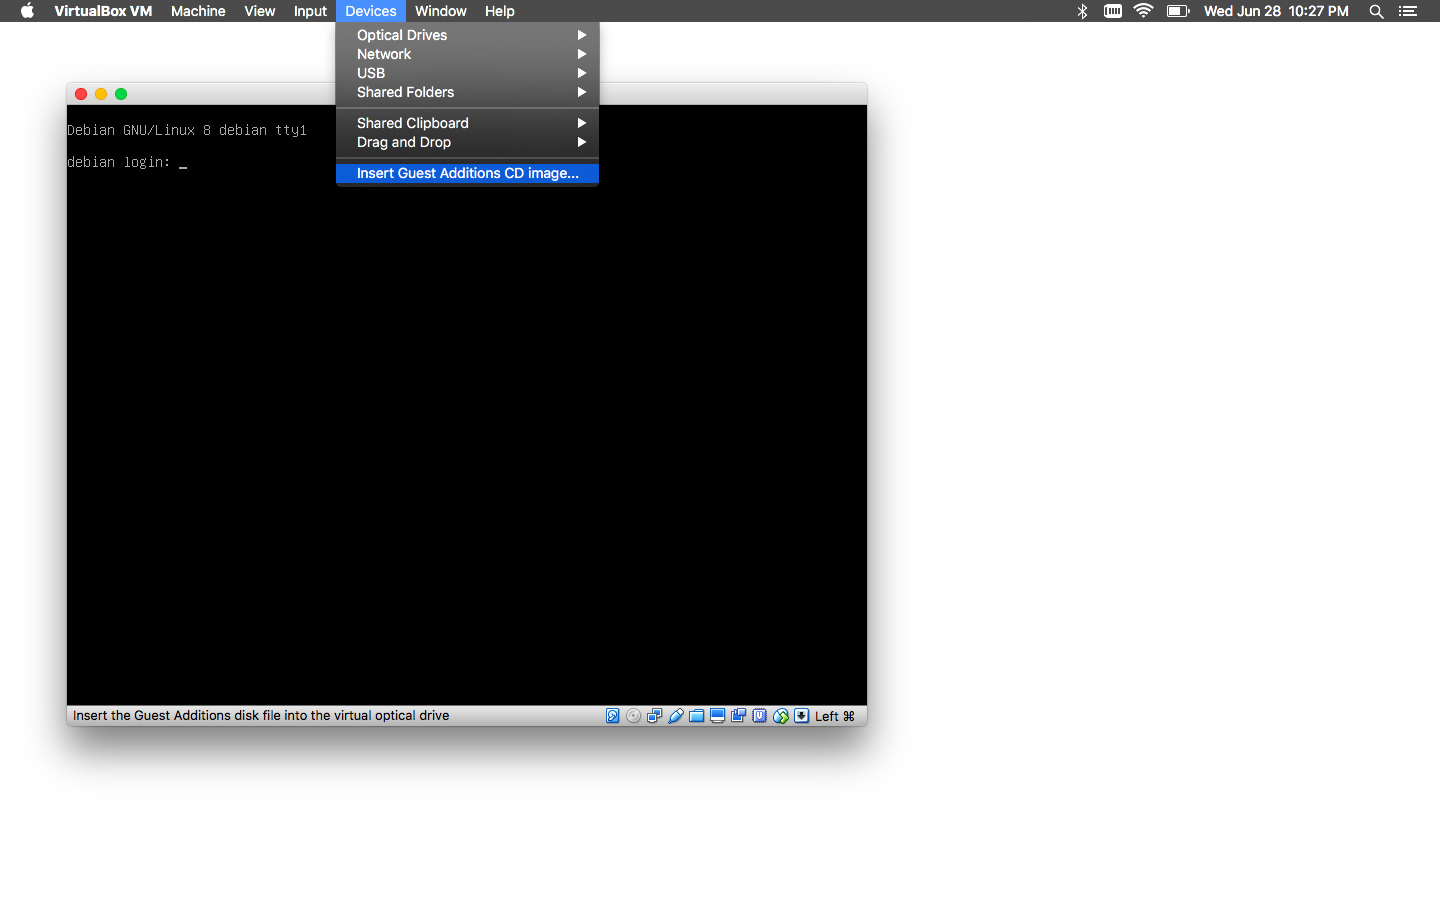 VirtualBox VM Machine View Input Devices Window Help Wed Jun 28 10:27 PM
Optical Drives
Network
USB
Shared Folders
Shared Clipboard
Drag and Drop
Insert Guest Additions CD image...
Debian GNU/Linux 8 debian tty1
debian login: _
Insert the Guest Additions disk file into the virtual optical drive Left ⌘